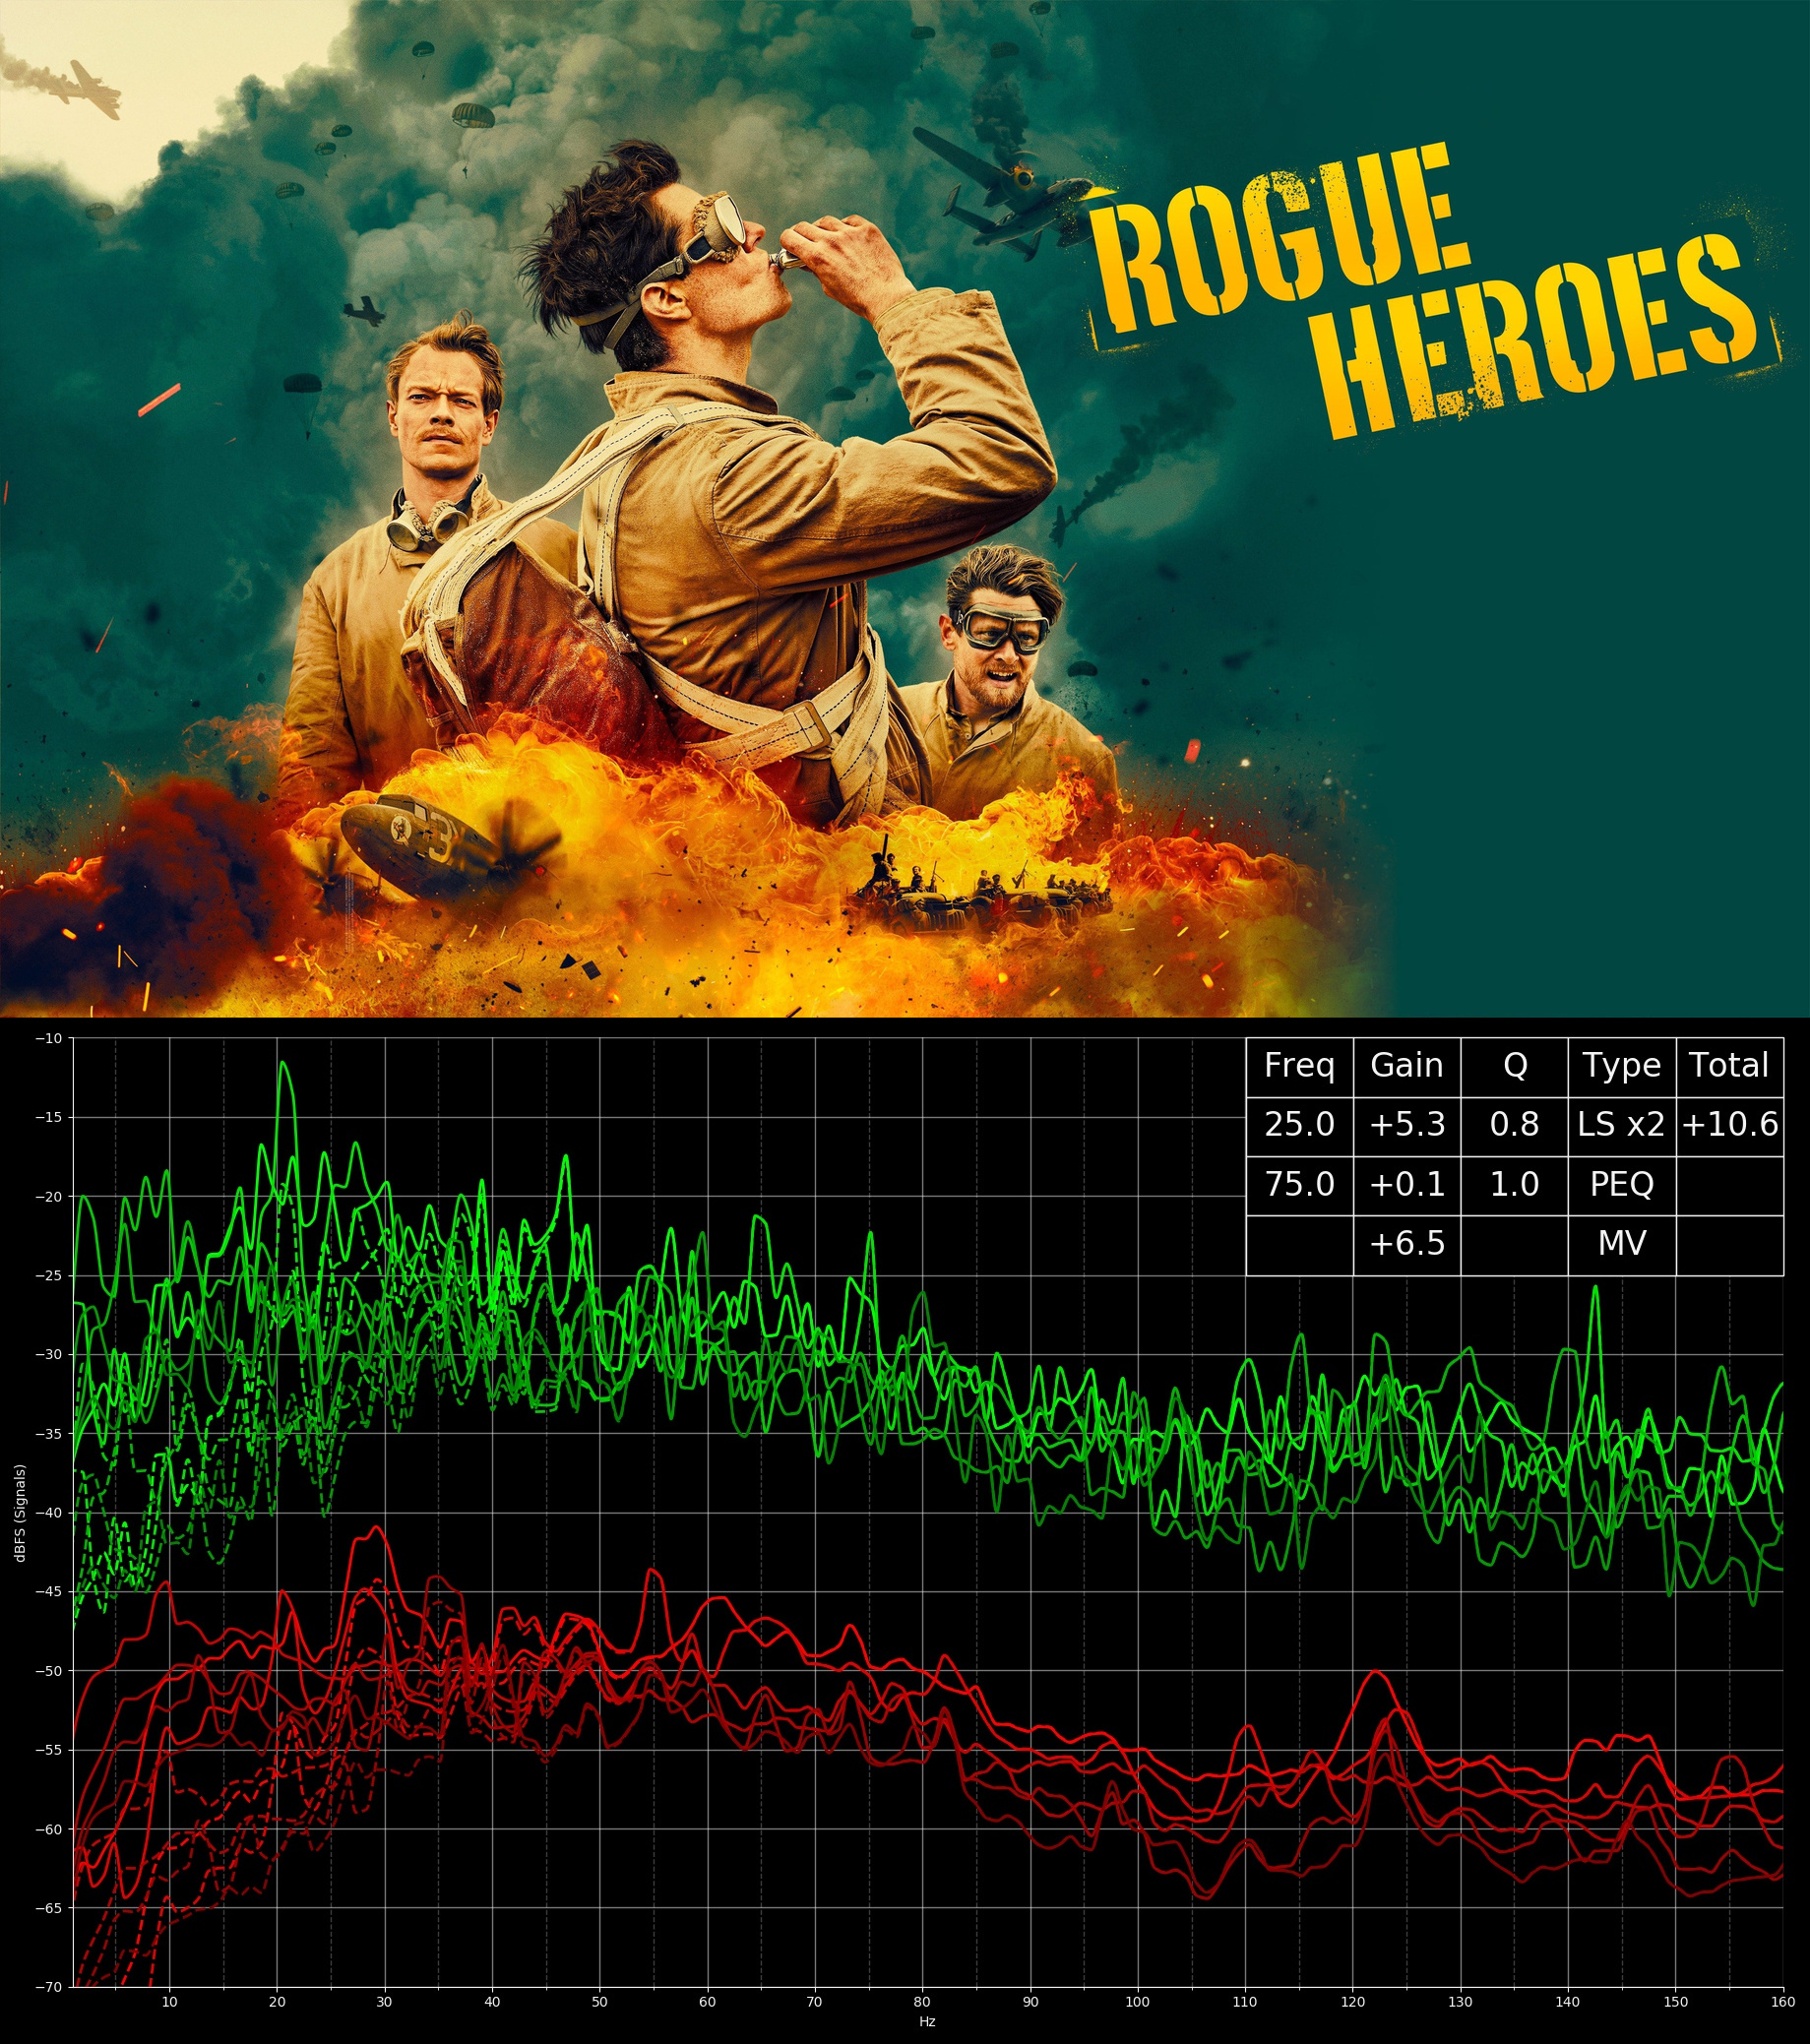 ROGUE
HEROES
Freq Gain Q Type Total
25.0 +5.3 0.8 LS x2 +10.6
75.0 +0.1 1.0 PEQ
+6.5 MV
−10
−15
−20
−25
−30
−35
−40
−45
−50
−55
−60
−65
−70
dBFS (Signals)
10 20 30 40 50 60 70 80 90 100 110 120 130 140 150 160
Hz